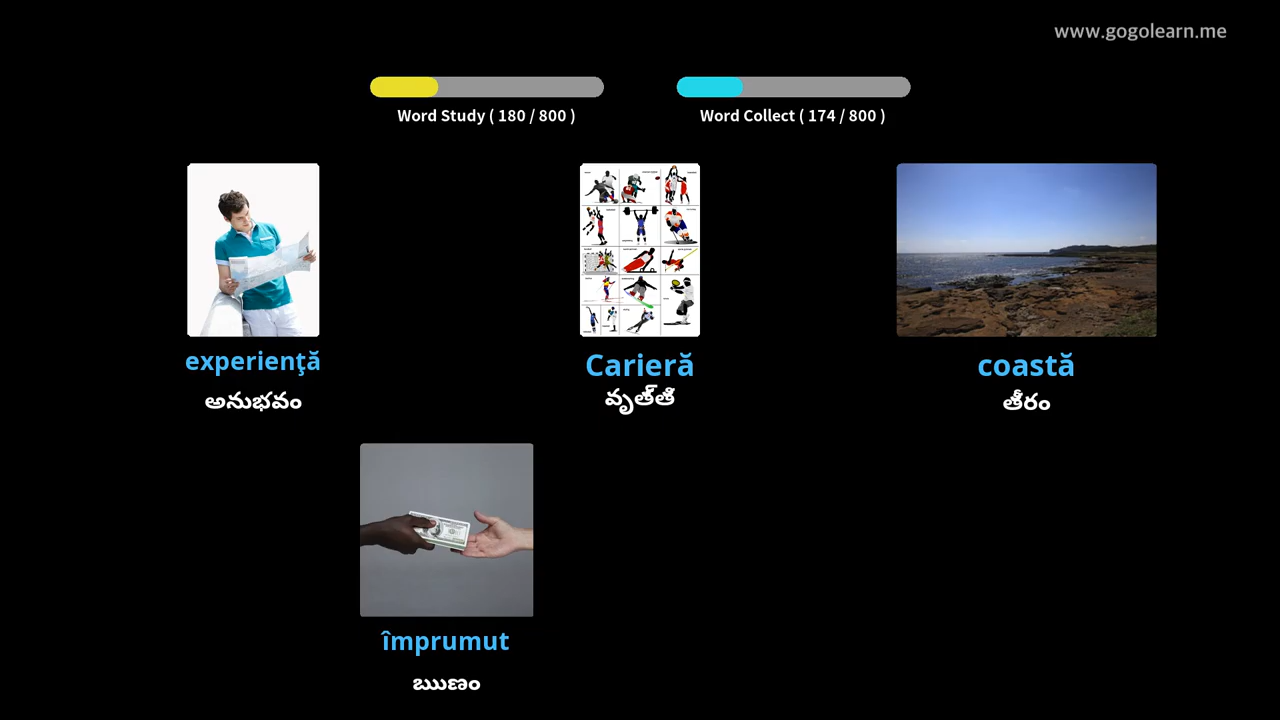 www.gogolearn.me
Word Study ( 180 / 800 )
Word Collect ( 174 / 800 )
experienţă
Carieră
coastă
అనుభవం
వృత్తి
తీరం
împrumut
ఋణం